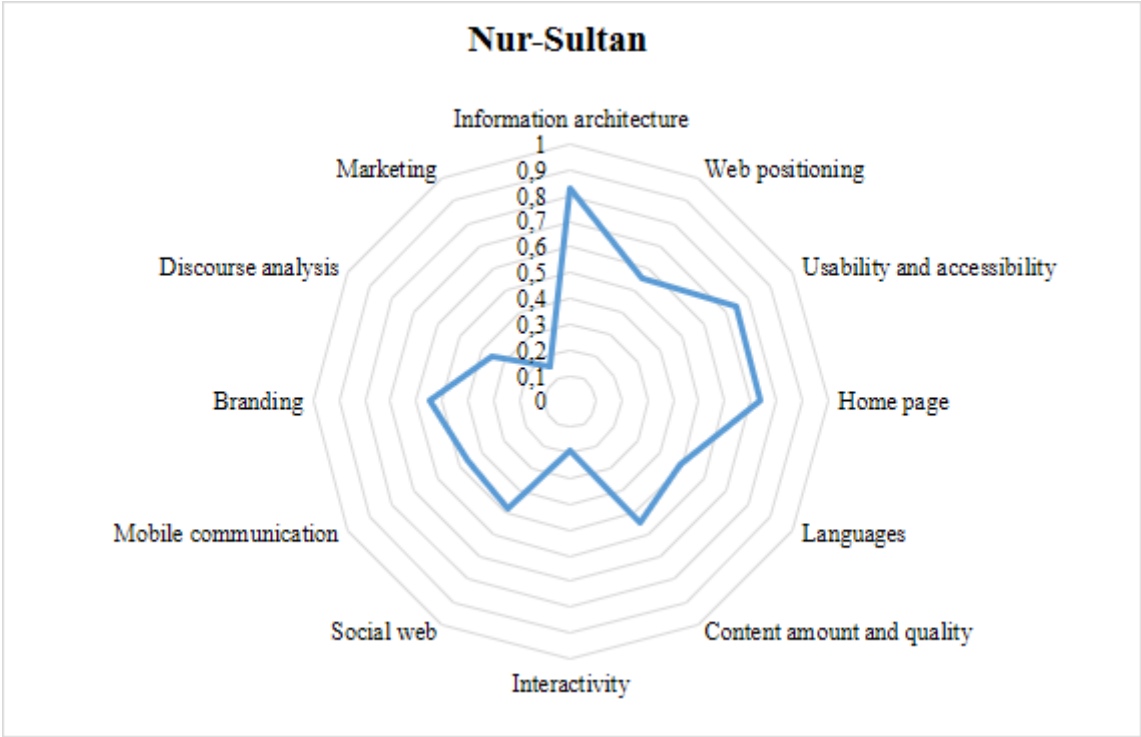 Nur-Sultan
Information architecture
1
0,9
0,8
0,7
0,6
0,5
0,4
0,3
0,2
0,1
0
Web positioning
Usability and accessibility
Home page
Languages
Content amount and quality
Interactivity
Social web
Mobile communication
Branding
Discourse analysis
Marketing